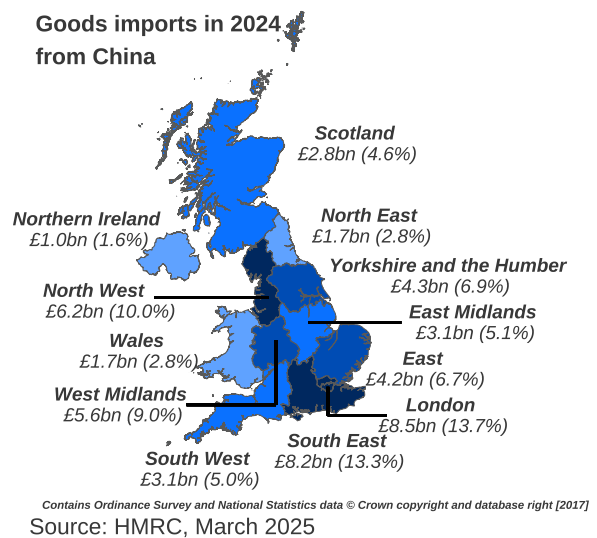 Goods imports in 2024
from China
Scotland
£2.8bn (4.6%)
Northern Ireland
£1.0bn (1.6%)
North East
£1.7bn (2.8%)
Yorkshire and the Humber
£4.3bn (6.9%)
North West
£6.2bn (10.0%)
East Midlands
£3.1bn (5.1%)
Wales
£1.7bn (2.8%)
East
£4.2bn (6.7%)
West Midlands
£5.6bn (9.0%)
London
£8.5bn (13.7%)
South East
£8.2bn (13.3%)
South West
£3.1bn (5.0%)
Contains Ordinance Survey and National Statistics data © Crown copyright and database right [2017]
Source: HMRC, March 2025